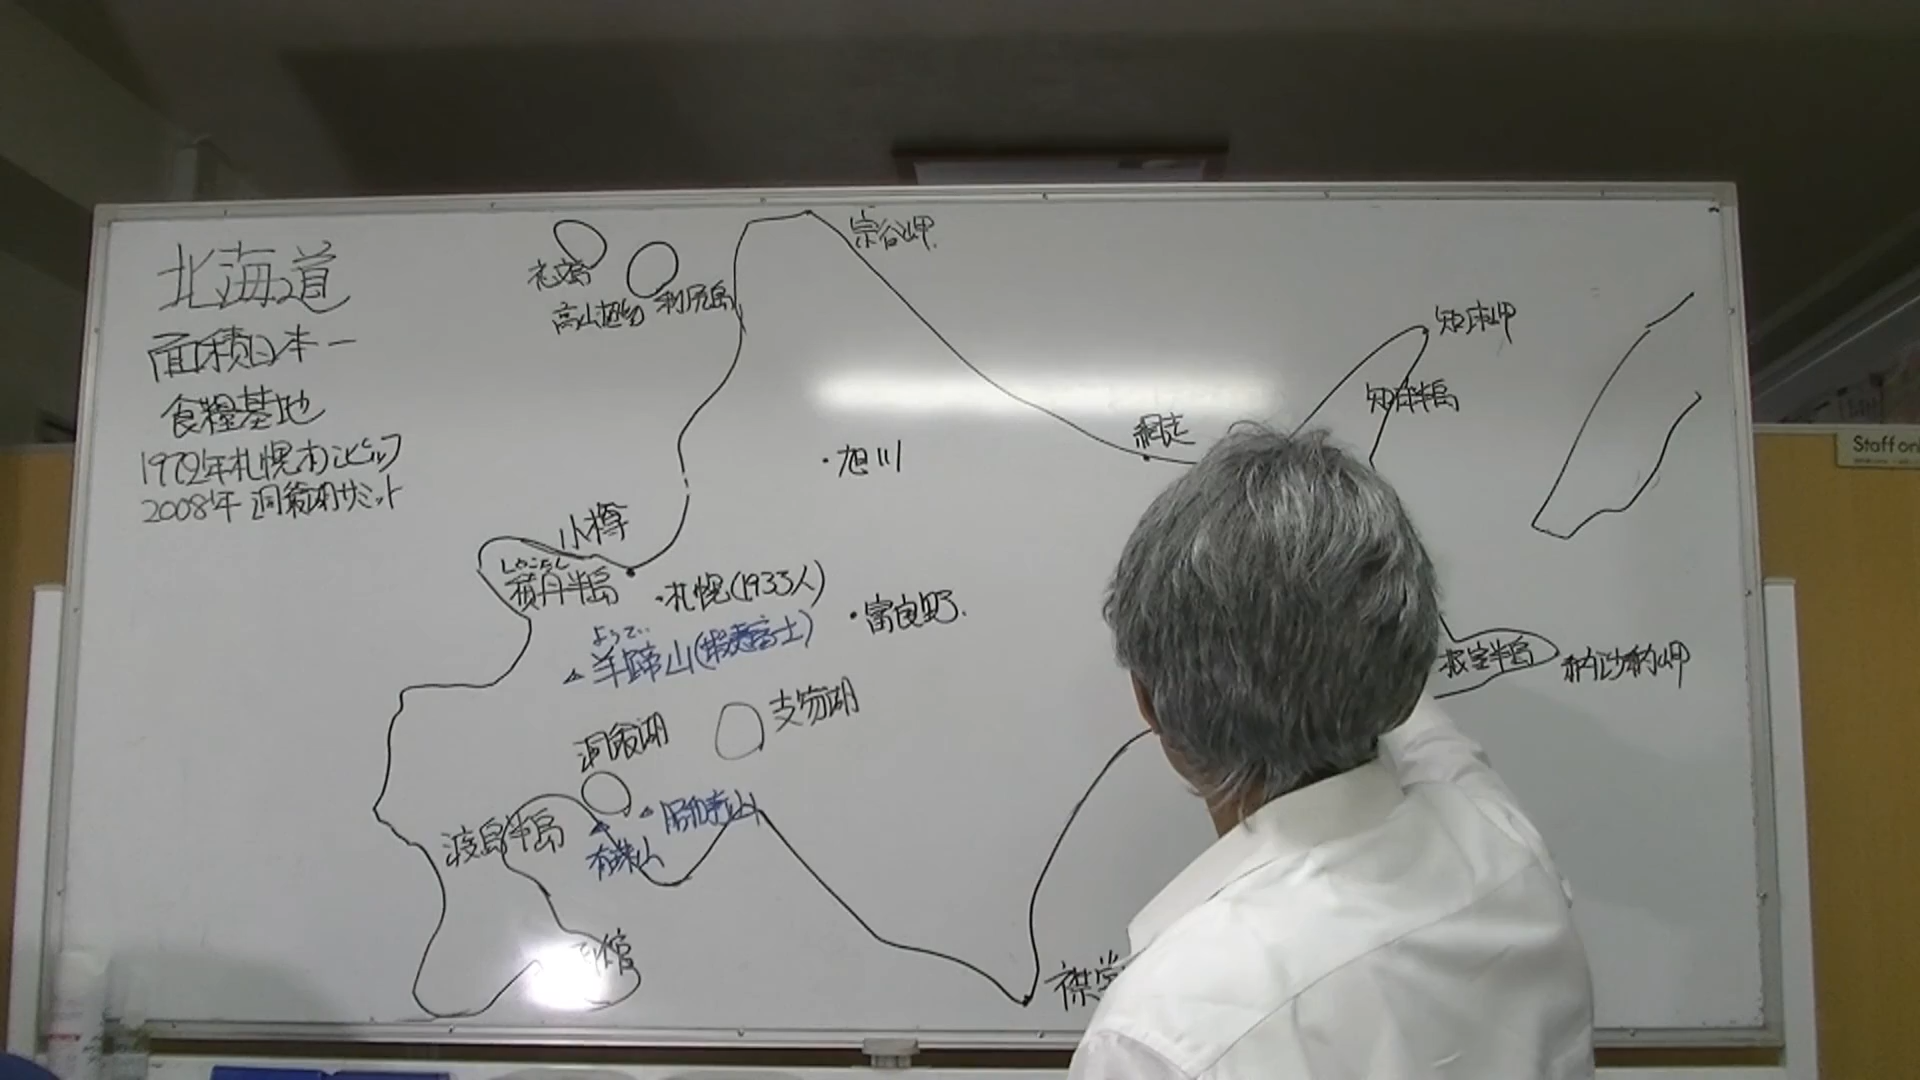 北海道
面積日本一
食糧基地
1972年札幌オリンピック
2008年 洞爺湖サミット
礼文島
高山植物
利尻島
宗谷岬
知床岬
知床半島
網走
旭川
Staff on
小樽
しゃこたん
積丹半島
札幌(1933人)
ようてい
羊蹄山(蝦夷富士)
富良野
根室半島
納沙布岬
支笏湖
洞爺湖
昭和新山
有珠山
渡島半島
館
襟裳